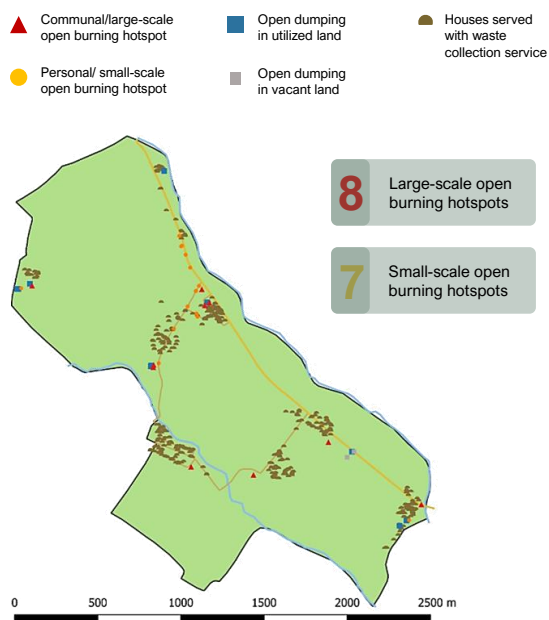 Communal/large-scale
open burning hotspot
Open dumping
in utilized land
Houses served
with waste
collection service
Personal/ small-scale
open burning hotspot
Open dumping
in vacant land
8
Large-scale open
burning hotspots
7
Small-scale open
burning hotspots
0 500 1000 1500 2000 2500 m